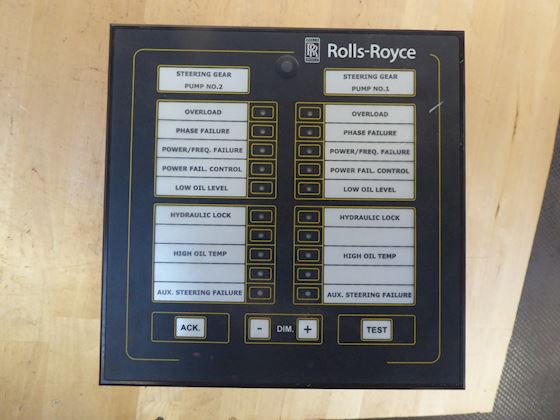 Rolls-Royce
STEERING GEAR
PUMP NO.2
STEERING GEAR
PUMP NO.1
OVERLOAD
PHASE FAILURE
POWER/FREQ. FAILURE
POWER FAIL. CONTROL
LOW OIL LEVEL
OVERLOAD
PHASE FAILURE
POWER/FREQ. FAILURE
POWER FAIL. CONTROL
LOW OIL LEVEL
HYDRAULIC LOCK
HIGH OIL TEMP
AUX. STEERING FAILURE
HYDRAULIC LOCK
HIGH OIL TEMP
AUX. STEERING FAILURE
ACK.
- DIM. +
TEST